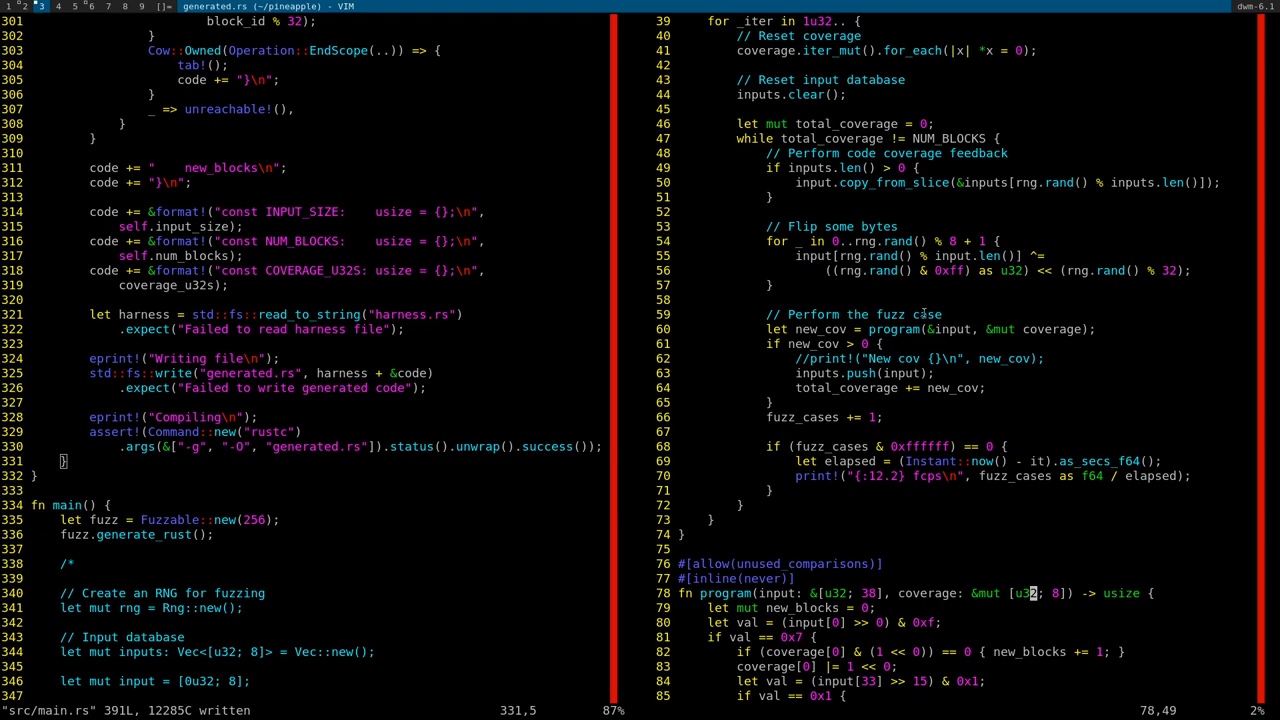 1 2 3 4 5 6 7 8 9 []= generated.rs (~/pineapple) - VIM dwm-6.1
301                         block_id % 32);
302                 }
303                 Cow::Owned(Operation::EndScope(..)) => {
304                     tab!();
305                     code += "}\n";
306                 }
307                 _ => unreachable!(),
308             }
309         }
310
311         code += "    new_blocks\n";
312         code += "}\n";
313
314         code += &format!("const INPUT_SIZE:    usize = {};\n",
315             self.input_size);
316         code += &format!("const NUM_BLOCKS:    usize = {};\n",
317             self.num_blocks);
318         code += &format!("const COVERAGE_U32S: usize = {};\n",
319             coverage_u32s);
320
321         let harness = std::fs::read_to_string("harness.rs")
322             .expect("Failed to read harness file");
323
324         eprint!("Writing file\n");
325         std::fs::write("generated.rs", harness + &code)
326             .expect("Failed to write generated code");
327
328         eprint!("Compiling\n");
329         assert!(Command::new("rustc")
330             .args(&["-g", "-O", "generated.rs"]).status().unwrap().success());
331     }
332 }
333
334 fn main() {
335     let fuzz = Fuzzable::new(256);
336     fuzz.generate_rust();
337
338     /*
339
340     // Create an RNG for fuzzing
341     let mut rng = Rng::new();
342
343     // Input database
344     let mut inputs: Vec<[u32; 8]> = Vec::new();
345
346     let mut input = [0u32; 8];
347
"src/main.rs" 391L, 12285C written 331,5 87%
39     for _iter in 1u32.. {
40         // Reset coverage
41         coverage.iter_mut().for_each(|x| *x = 0);
42
43         // Reset input database
44         inputs.clear();
45
46         let mut total_coverage = 0;
47         while total_coverage != NUM_BLOCKS {
48             // Perform code coverage feedback
49             if inputs.len() > 0 {
50                 input.copy_from_slice(&inputs[rng.rand() % inputs.len()]);
51             }
52
53             // Flip some bytes
54             for _ in 0..rng.rand() % 8 + 1 {
55                 input[rng.rand() % input.len()] ^=
56                     ((rng.rand() & 0xff) as u32) << (rng.rand() % 32);
57             }
58
59             // Perform the fuzz case
60             let new_cov = program(&input, &mut coverage);
61             if new_cov > 0 {
62                 //print!("New cov {}\n", new_cov);
63                 inputs.push(input);
64                 total_coverage += new_cov;
65             }
66             fuzz_cases += 1;
67
68             if (fuzz_cases & 0xffffff) == 0 {
69                 let elapsed = (Instant::now() - it).as_secs_f64();
70                 print!("{:12.2} fcps\n", fuzz_cases as f64 / elapsed);
71             }
72         }
73     }
74 }
75
76 #[allow(unused_comparisons)]
77 #[inline(never)]
78 fn program(input: &[u32; 38], coverage: &mut [u32; 8]) -> usize {
79     let mut new_blocks = 0;
80     let val = (input[0] >> 0) & 0xf;
81     if val == 0x7 {
82         if (coverage[0] & (1 << 0)) == 0 { new_blocks += 1; }
83         coverage[0] |= 1 << 0;
84         let val = (input[33] >> 15) & 0x1;
85         if val == 0x1 {
78,49 2%